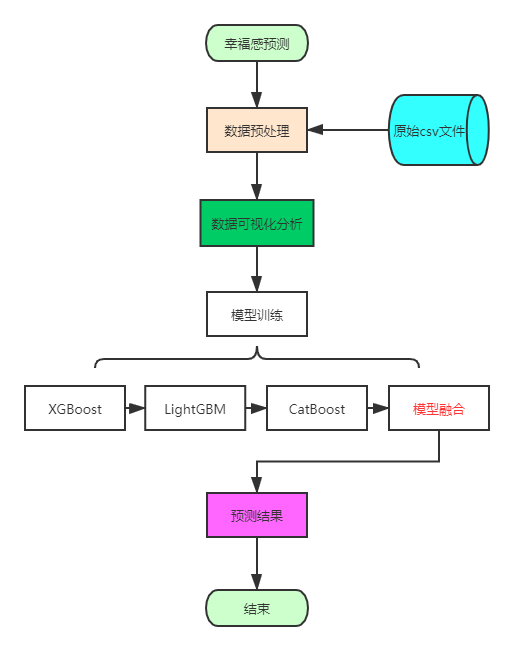 幸福感预测
数据预处理
原始csv文件
数据可视化分析
模型训练
XGBoost
LightGBM
CatBoost
模型融合
预测结果
结束